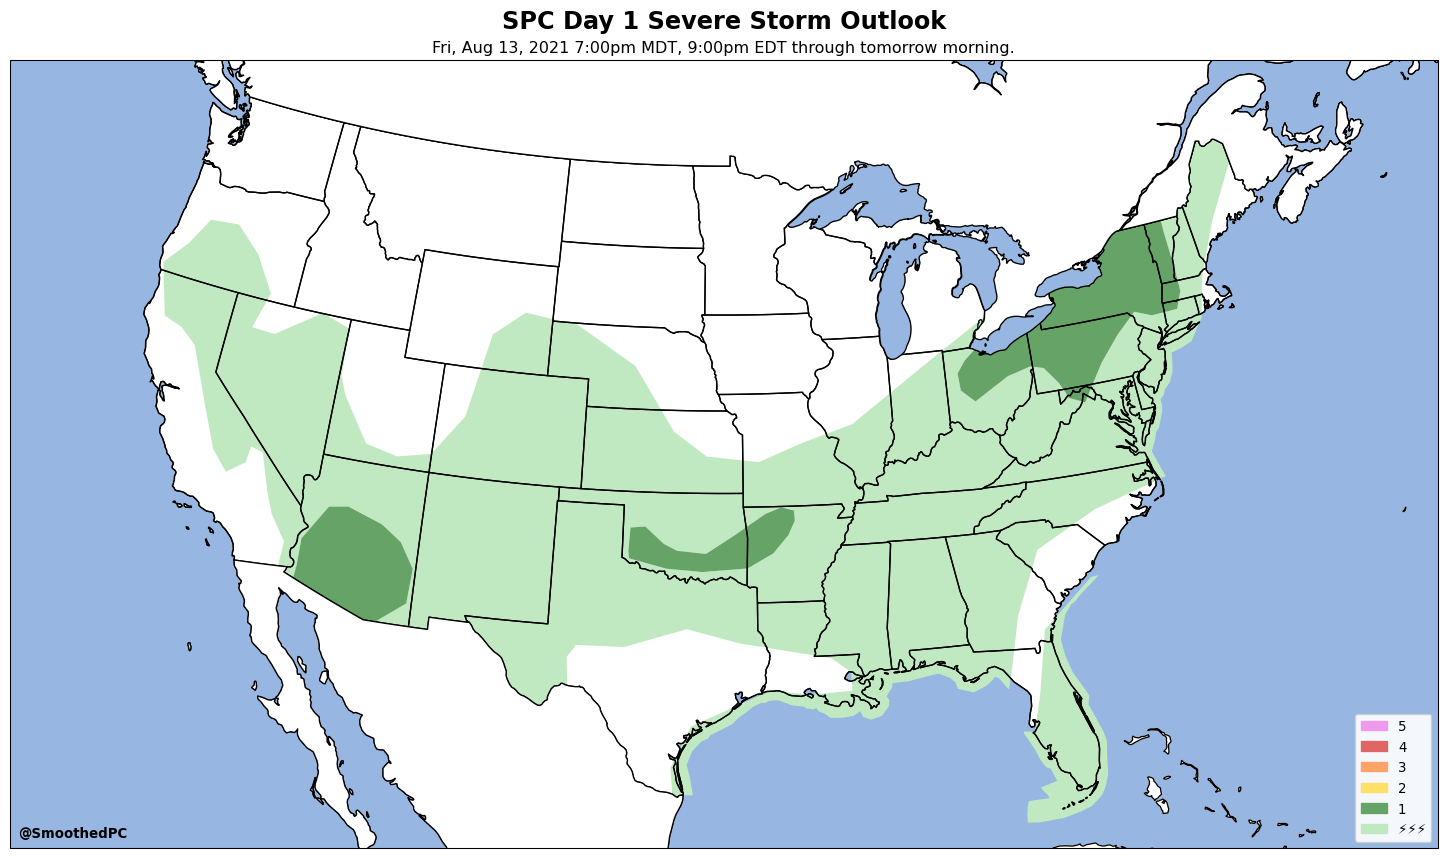 SPC Day 1 Severe Storm Outlook
Fri, Aug 13, 2021 7:00pm MDT, 9:00pm EDT through tomorrow morning.
5
4
3
2
1
⚡⚡⚡
@SmoothedPC